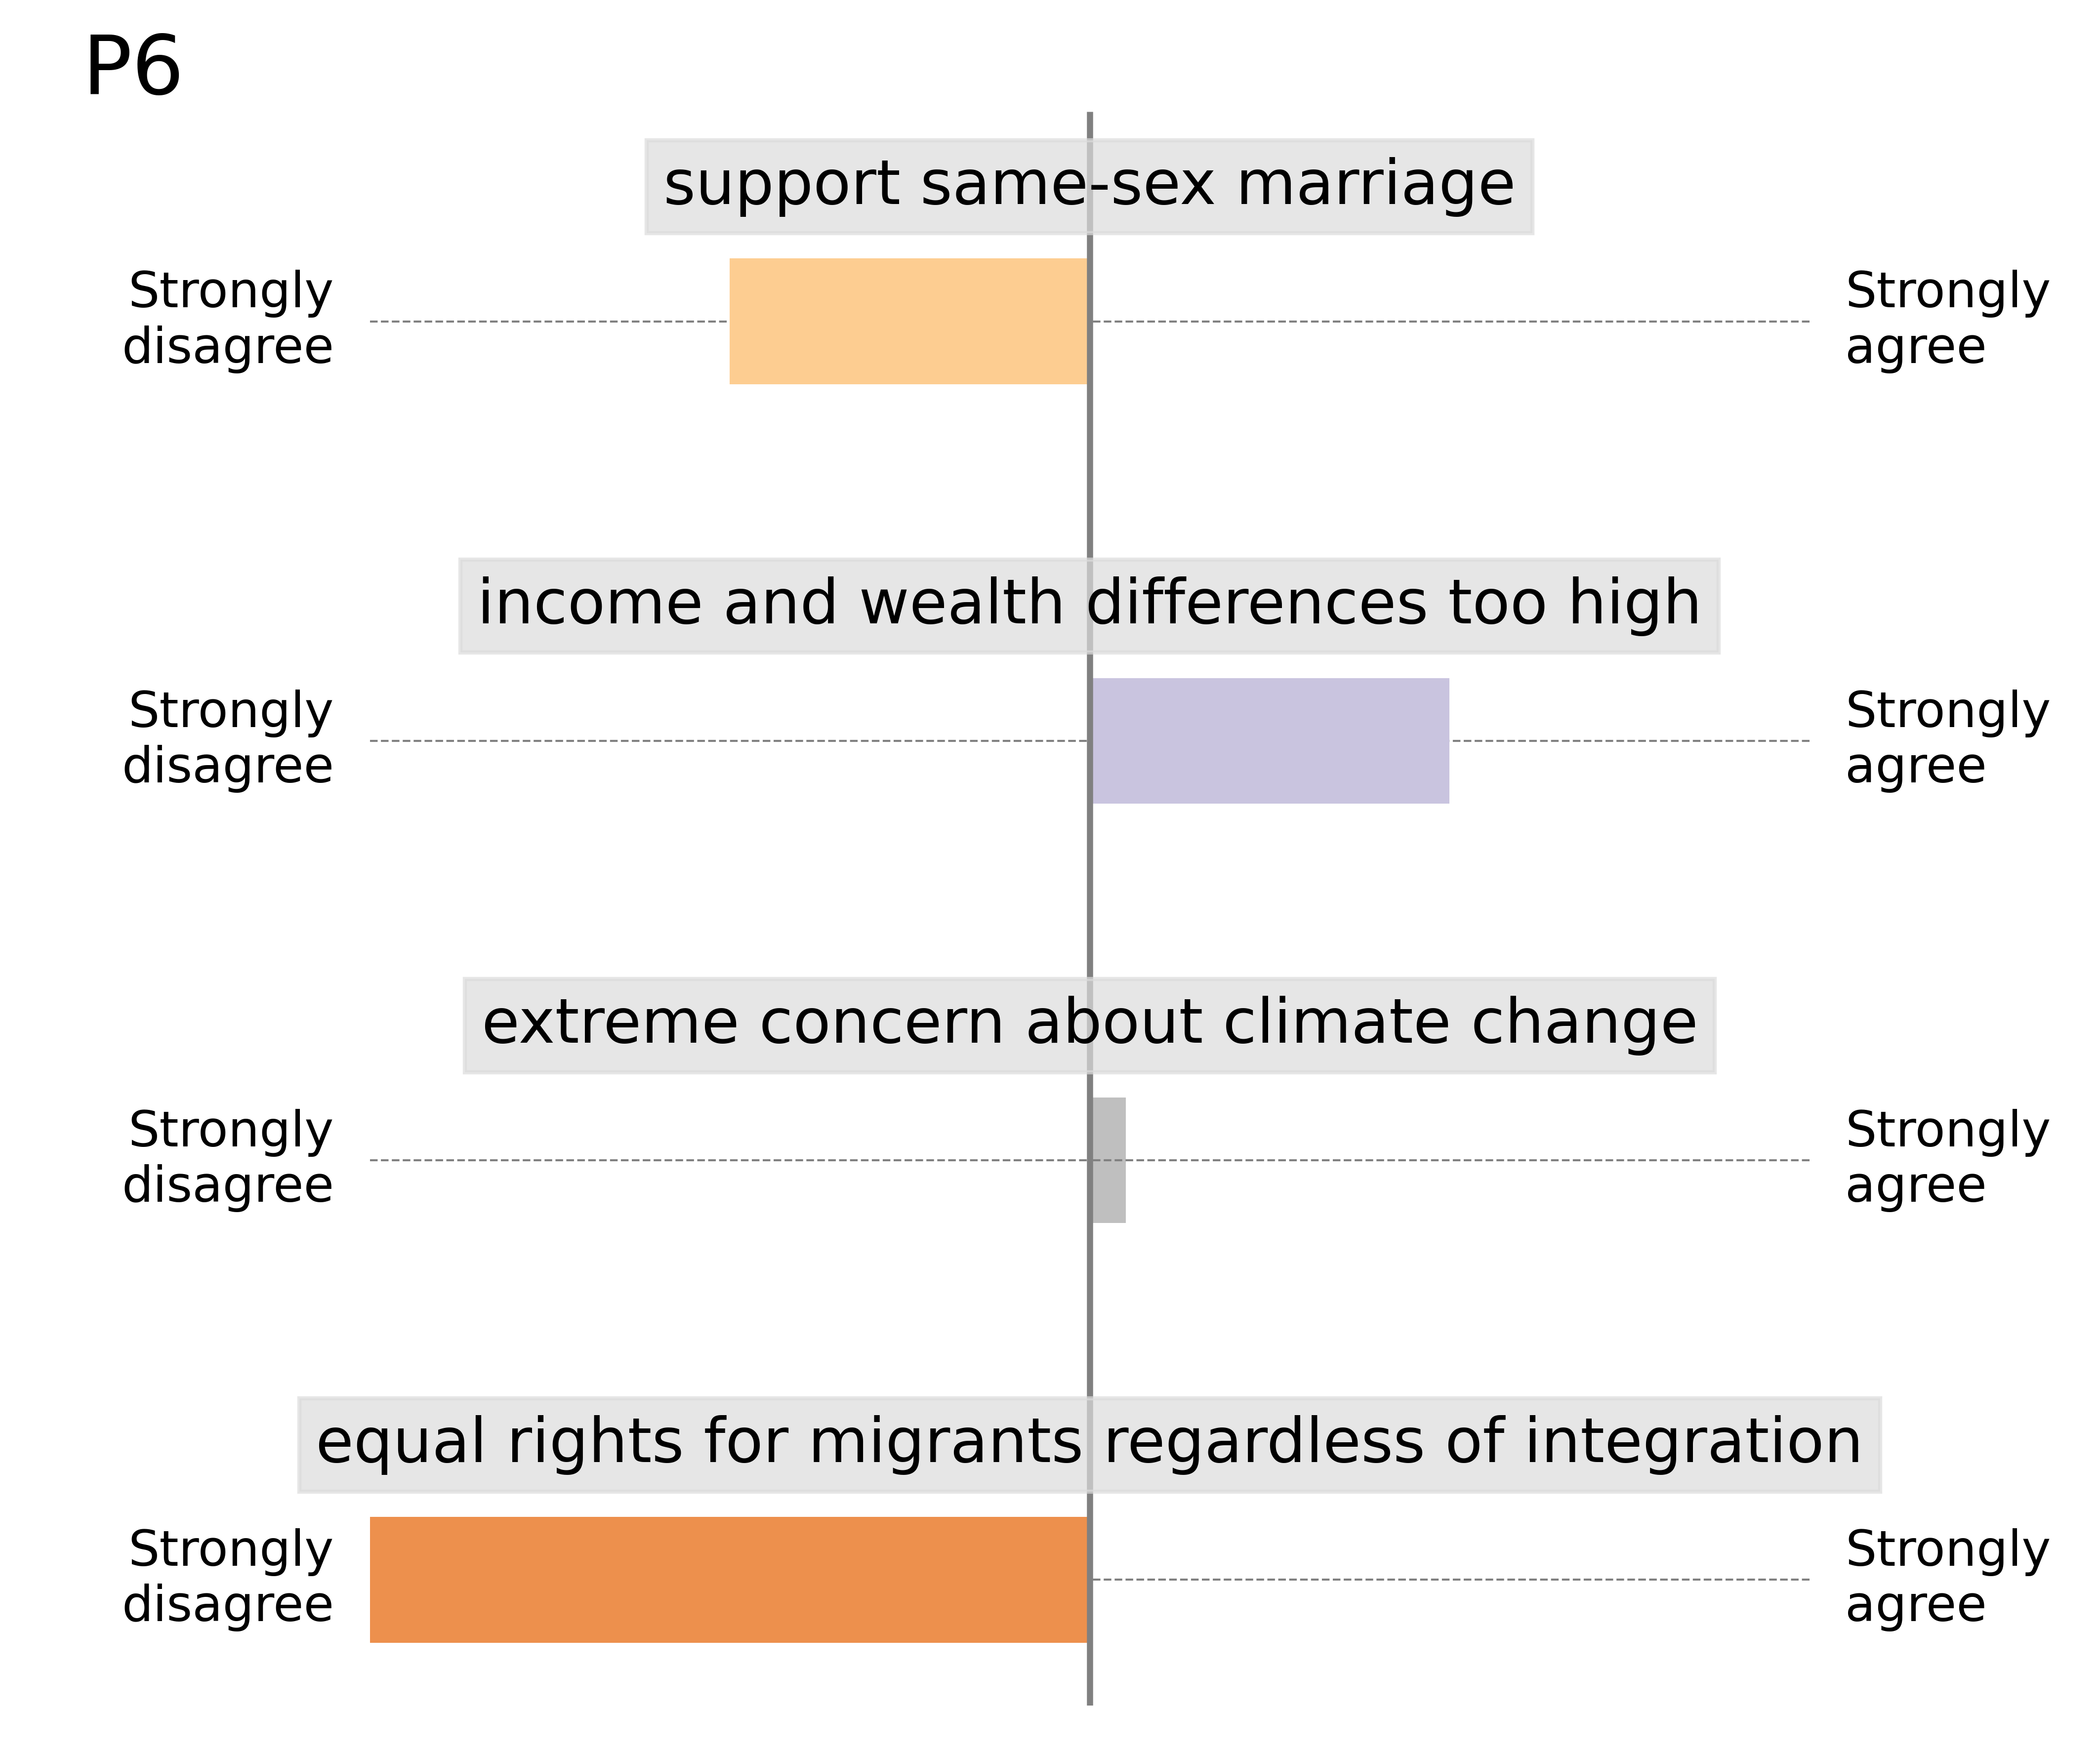 P6
support same-sex marriage
Strongly
disagree
Strongly
agree
income and wealth differences too high
Strongly
disagree
Strongly
agree
extreme concern about climate change
Strongly
disagree
Strongly
agree
equal rights for migrants regardless of integration
Strongly
disagree
Strongly
agree